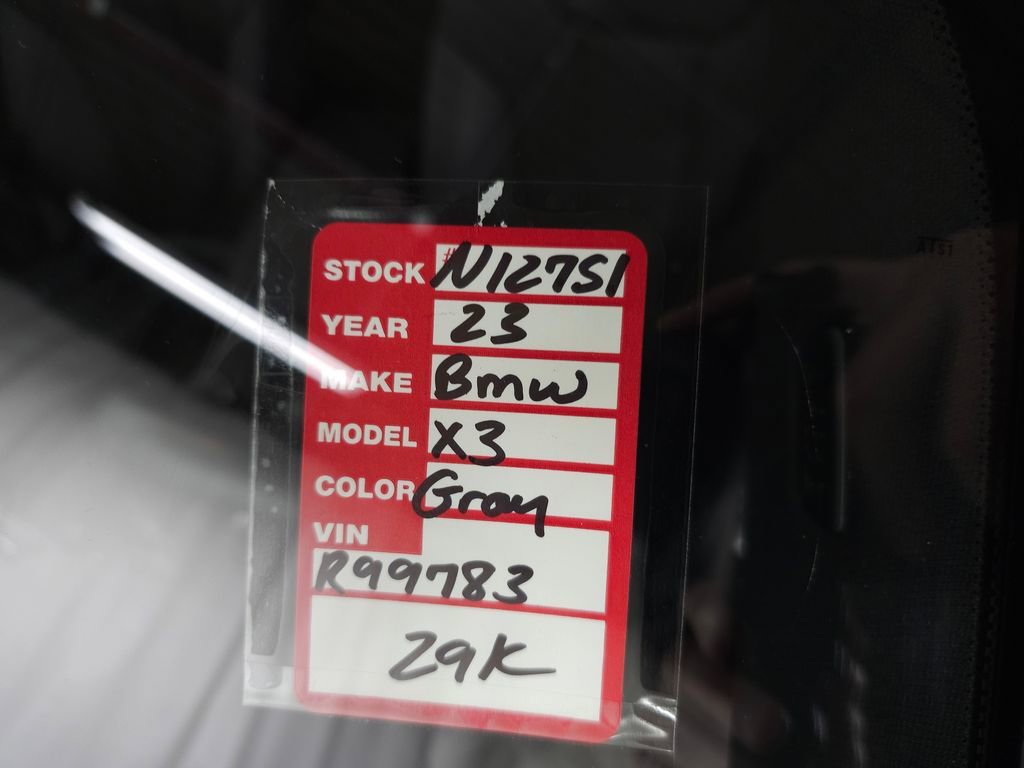 STOCK #N12751
YEAR 23
MAKE Bmw
MODEL X3
COLOR Gray
VIN
R99783
29K